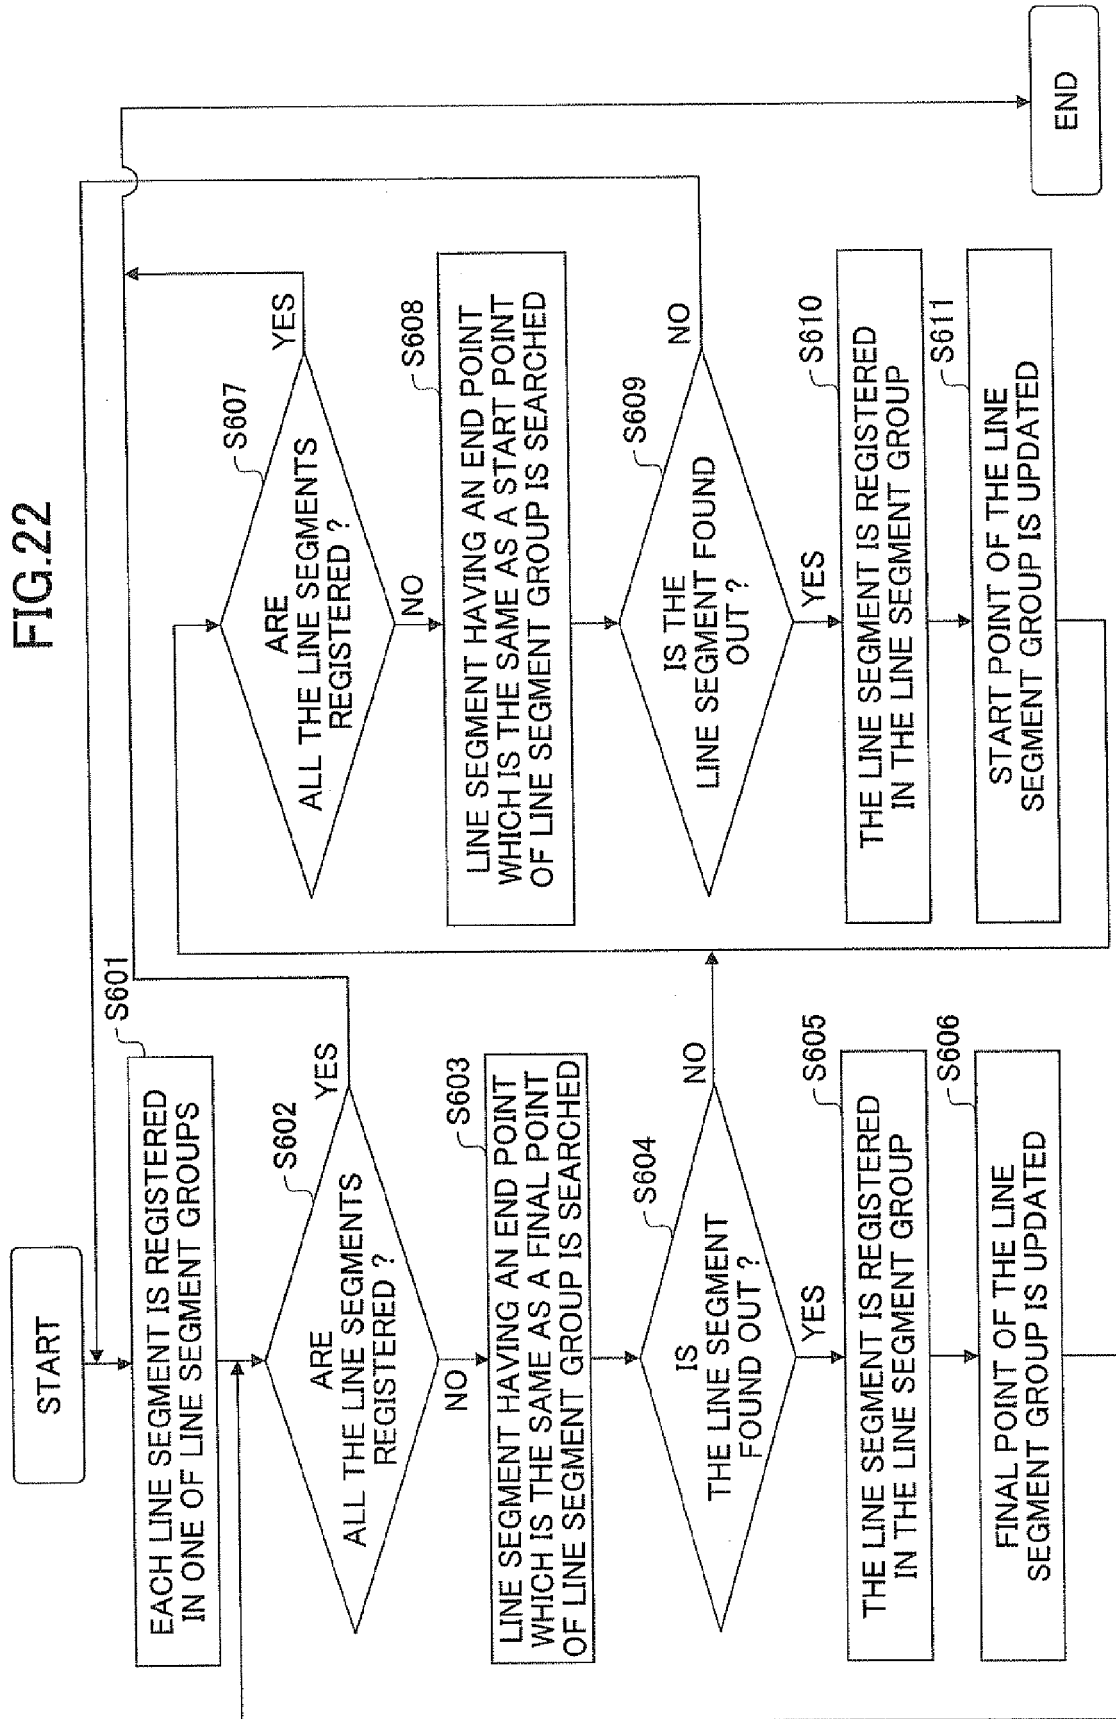 FIG.22
START
S601
EACH LINE SEGMENT IS REGISTERED
IN ONE OF LINE SEGMENT GROUPS
S602
ARE
ALL THE LINE SEGMENTS
REGISTERED ?
YES
NO
S603
LINE SEGMENT HAVING AN END POINT
WHICH IS THE SAME AS A FINAL POINT
OF LINE SEGMENT GROUP IS SEARCHED
S604
IS
THE LINE SEGMENT
FOUND OUT ?
NO
YES
S605
THE LINE SEGMENT IS REGISTERED
IN THE LINE SEGMENT GROUP
S606
FINAL POINT OF THE LINE
SEGMENT GROUP IS UPDATED
S607
ARE
ALL THE LINE SEGMENTS
REGISTERED ?
YES
NO
S608
LINE SEGMENT HAVING AN END POINT
WHICH IS THE SAME AS A START POINT
OF LINE SEGMENT GROUP IS SEARCHED
S609
IS THE
LINE SEGMENT FOUND
OUT ?
NO
YES
S610
THE LINE SEGMENT IS REGISTERED
IN THE LINE SEGMENT GROUP
S611
START POINT OF THE LINE
SEGMENT GROUP IS UPDATED
END